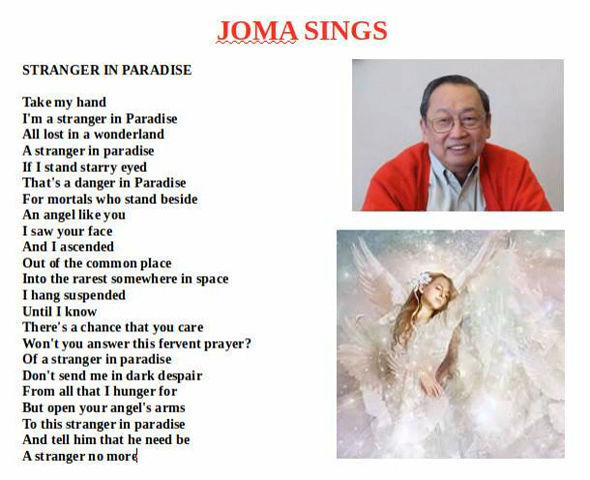 JOMA SINGS
STRANGER IN PARADISE
Take my hand
I'm a stranger in Paradise
All lost in a wonderland
A stranger in paradise
If I stand starry eyed
That's a danger in Paradise
For mortals who stand beside
An angel like you
I saw your face
And I ascended
Out of the common place
Into the rarest somewhere in space
I hang suspended
Until I know
There's a chance that you care
Won't you answer this fervent prayer?
Of a stranger in paradise
Don't send me in dark despair
From all that I hunger for
But open your angel's arms
To this stranger in paradise
And tell him that he need be
A stranger no more